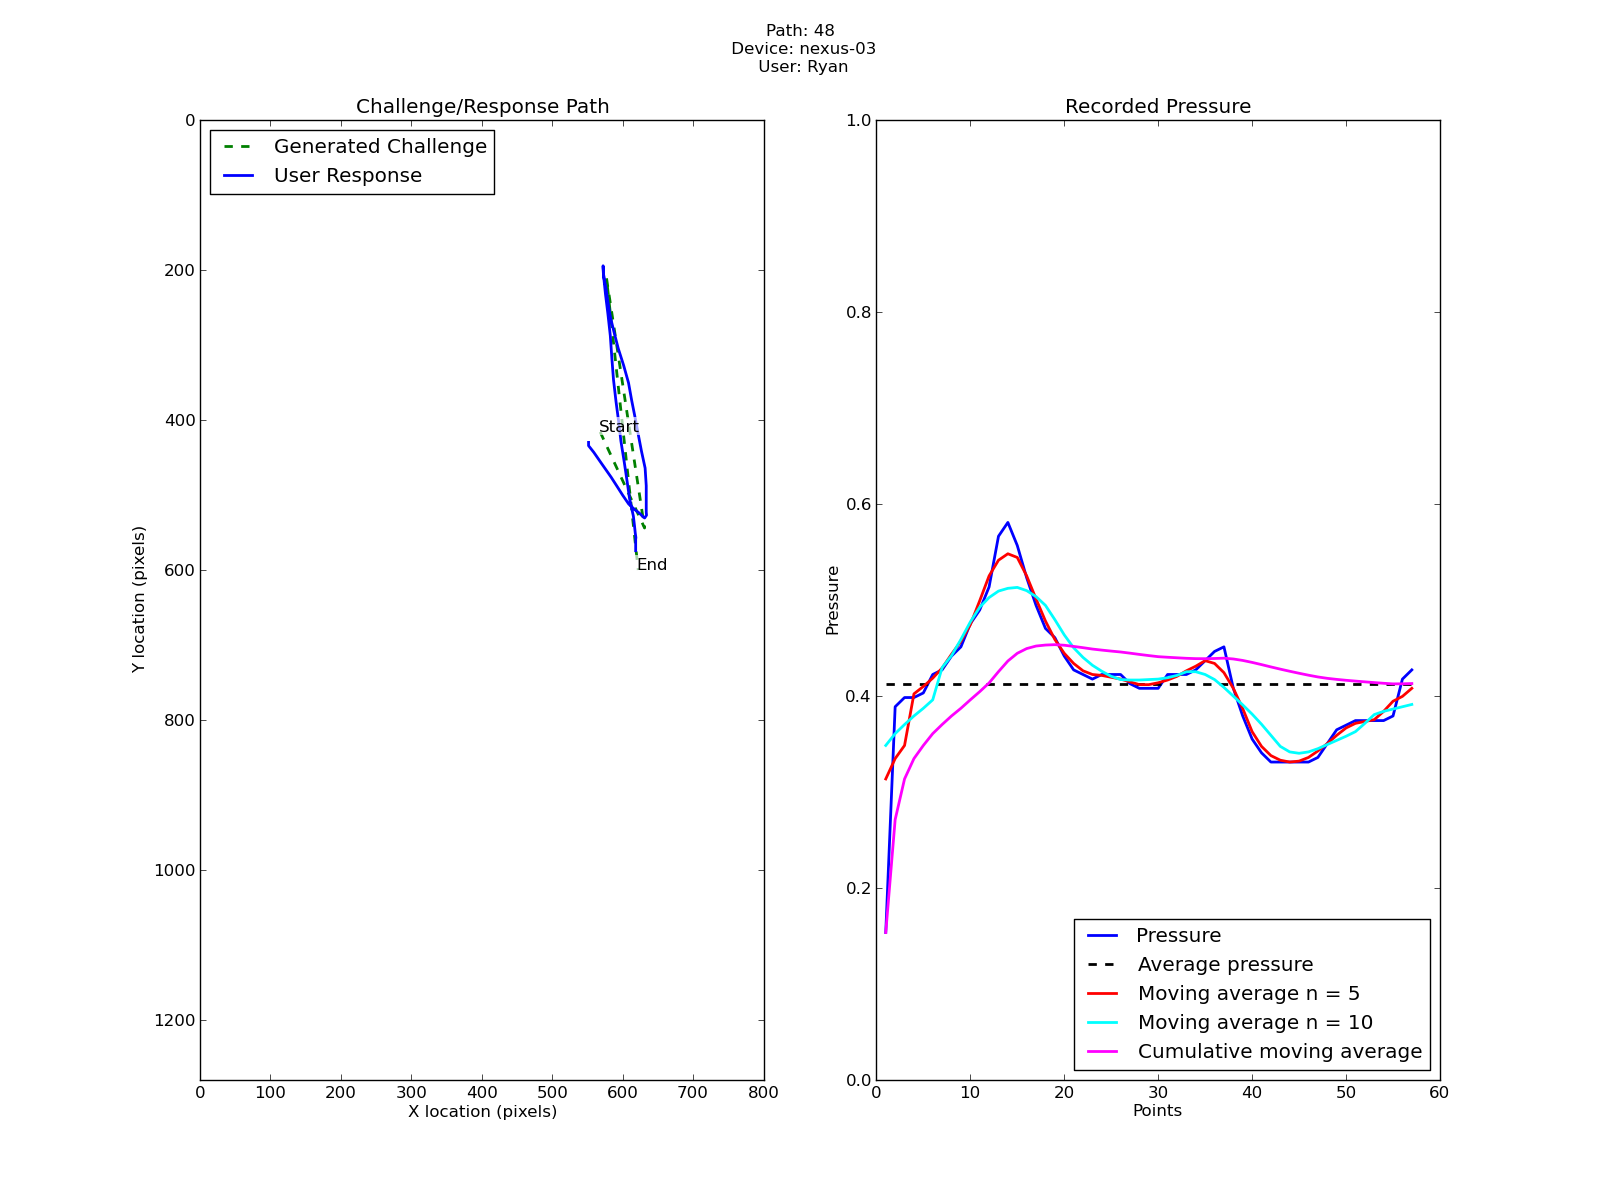 Path: 48
Device: nexus-03
User: Ryan
Challenge/Response Path
Generated Challenge
User Response
Start
End
0
200
400
600
800
1000
1200
Y location (pixels)
0 100 200 300 400 500 600 700 800
X location (pixels)
Recorded Pressure
1.0
0.8
0.6
0.4
0.2
0.0
Pressure
Pressure
Average pressure
Moving average n = 5
Moving average n = 10
Cumulative moving average
0 10 20 30 40 50 60
Points